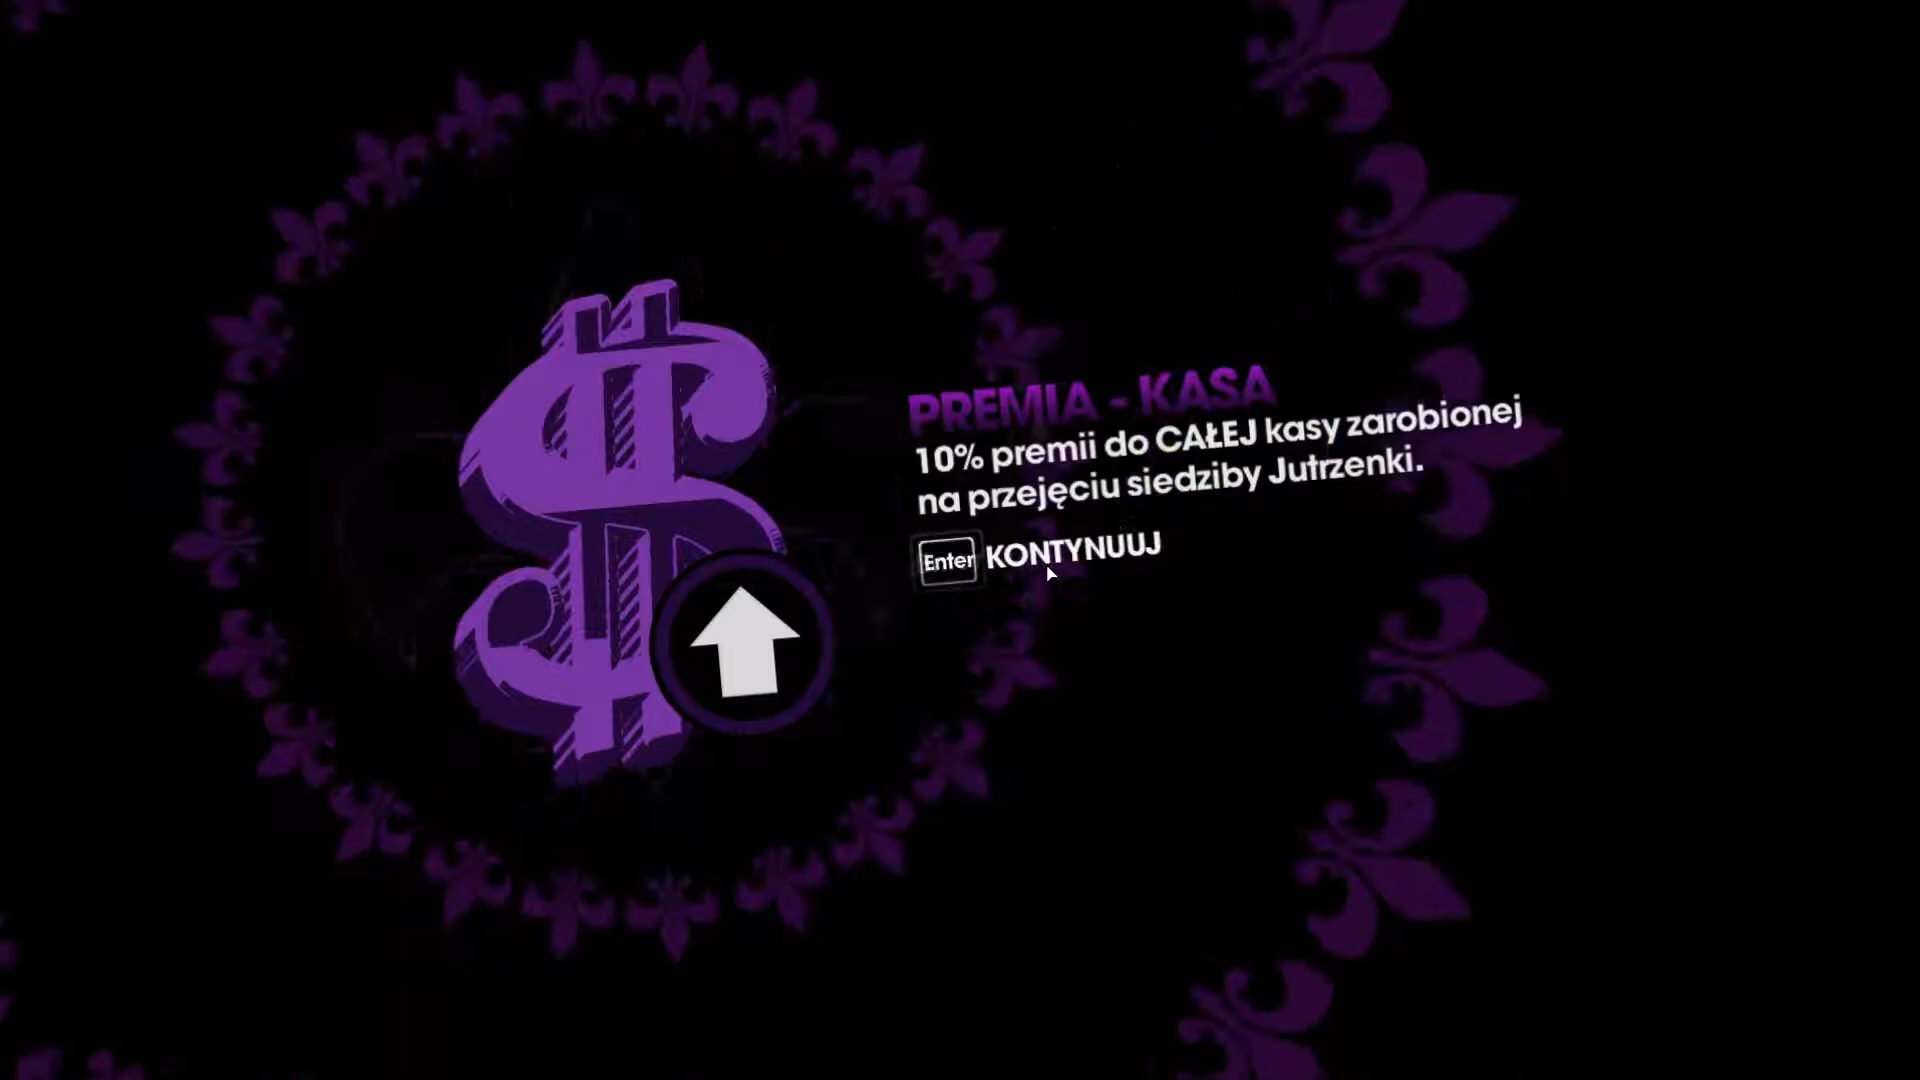 PREMIA - KASA
10% premii do CAŁEJ kasy zarobionej
na przejęciu siedziby Jutrzenki.
Enter KONTYNUUJ